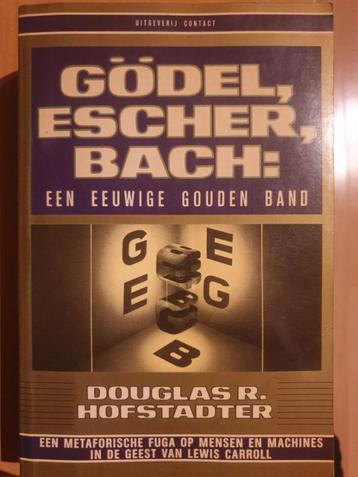 UITGEVERIJ CONTACT
GÖDEL,
ESCHER,
BACH:
EEN EEUWIGE GOUDEN BAND
G E
E G
B
DOUGLAS R.
HOFSTADTER
EEN METAFORISCHE FUGA OP MENSEN EN MACHINES
IN DE GEEST VAN LEWIS CARROLL